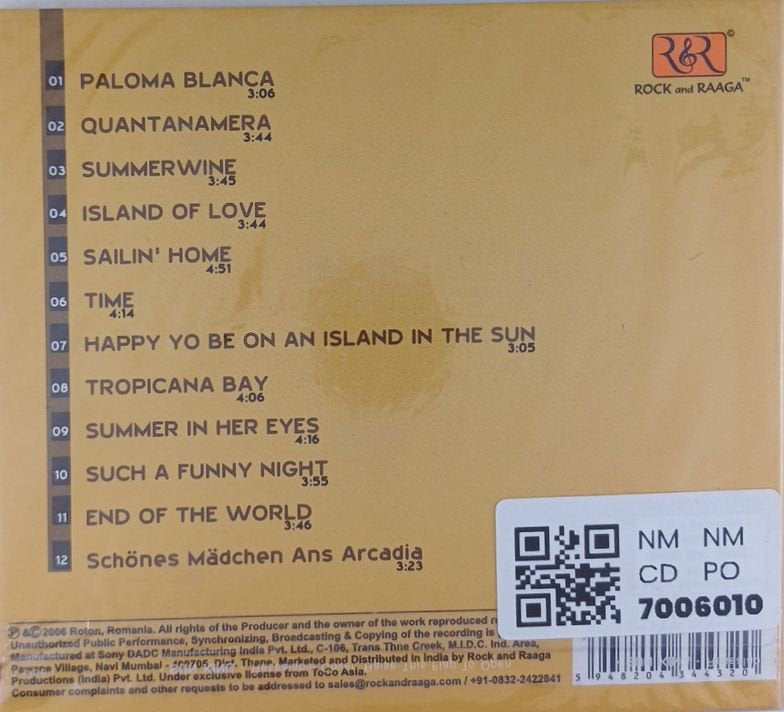 R&R ©
ROCK and RAAGA™
01 PALOMA BLANCA
3:06
02 QUANTANAMERA
3:44
03 SUMMERWINE
3:45
04 ISLAND OF LOVE
3:44
05 SAILIN' HOME
4:51
06 TIME
4:14
07 HAPPY YO BE ON AN ISLAND IN THE SUN
3:05
08 TROPICANA BAY
4:06
09 SUMMER IN HER EYES
4:16
10 SUCH A FUNNY NIGHT
3:55
11 END OF THE WORLD
3:46
12 Schönes Mädchen Ans Arcadia
3:23
NM NM
CD PO
7006010
℗ &©2006 Roton, Romania. All rights of the Producer and the owner of the work reproduced
Unauthorized Public Performance, Synchronizing, Broadcasting & Copying of the recording is
Manufactured at Sony DADC Manufacturing India Pvt. Ltd., C-106, Trans Thne Creek, M.I.D.C. Ind. Area,
Pawene Village, Navi Mumbai - 400705, Dist. Thane. Marketed and Distributed in India by Rock and Raaga
Productions (India) Pvt. Ltd. Under exclusive license from ToCo Asia.
Consumer complaints and other requests to be addressed to sales@rockandraaga.com / +91-0832-2422841
5 948204 344320